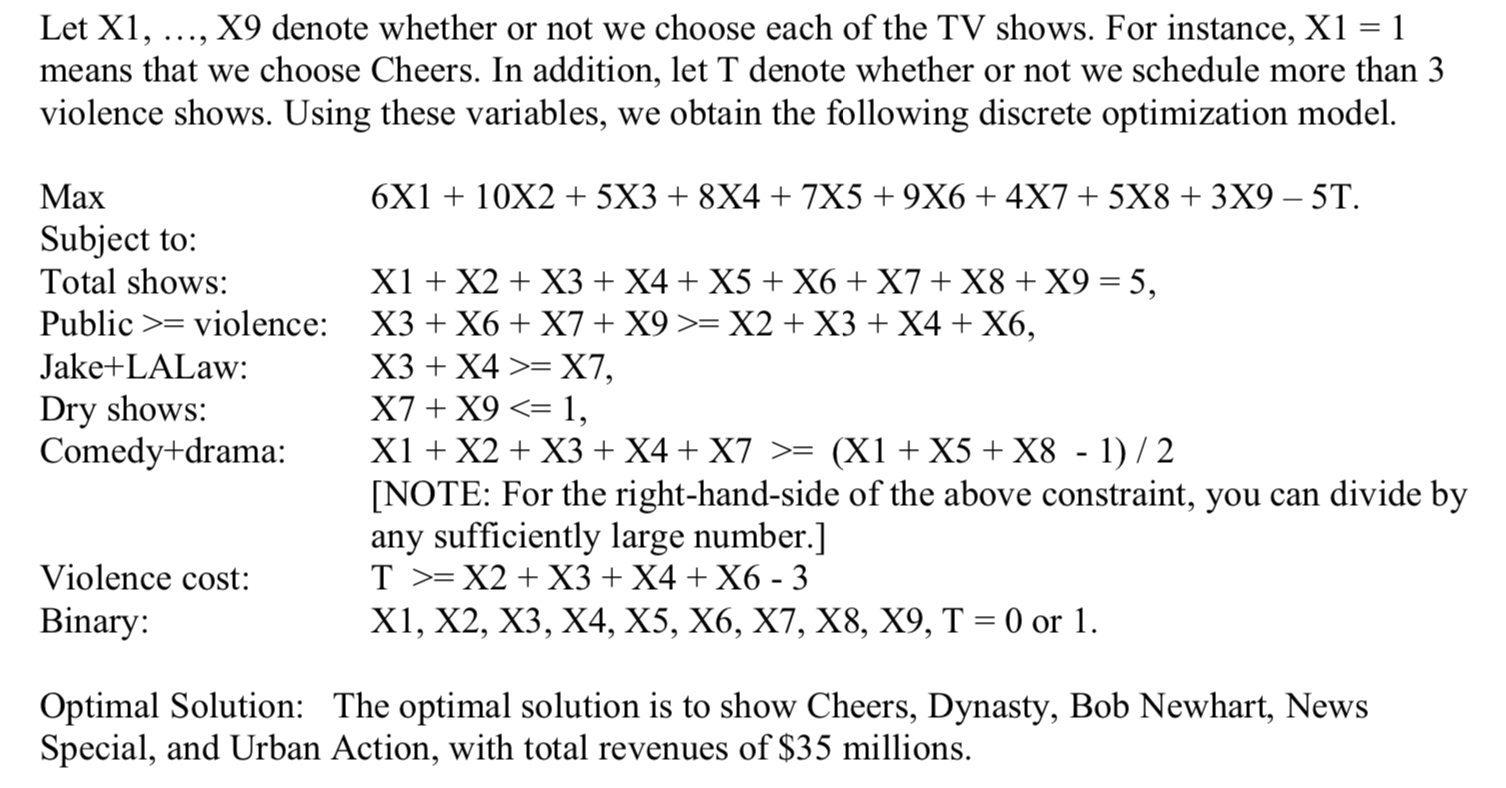 Let X1, …, X9 denote whether or not we choose each of the TV shows. For instance, X1 = 1
means that we choose Cheers. In addition, let T denote whether or not we schedule more than 3
violence shows. Using these variables, we obtain the following discrete optimization model.
Max 6X1 + 10X2 + 5X3 + 8X4 + 7X5 + 9X6 + 4X7 + 5X8 + 3X9 – 5T.
Subject to:
Total shows: X1 + X2 + X3 + X4 + X5 + X6 + X7 + X8 + X9 = 5,
Public >= violence: X3 + X6 + X7 + X9 >= X2 + X3 + X4 + X6,
Jake+LALaw: X3 + X4 >= X7,
Dry shows: X7 + X9 <= 1,
Comedy+drama: X1 + X2 + X3 + X4 + X7 >= (X1 + X5 + X8 - 1) / 2
[NOTE: For the right-hand-side of the above constraint, you can divide by
any sufficiently large number.]
Violence cost: T >= X2 + X3 + X4 + X6 - 3
Binary: X1, X2, X3, X4, X5, X6, X7, X8, X9, T = 0 or 1.
Optimal Solution: The optimal solution is to show Cheers, Dynasty, Bob Newhart, News
Special, and Urban Action, with total revenues of $35 millions.